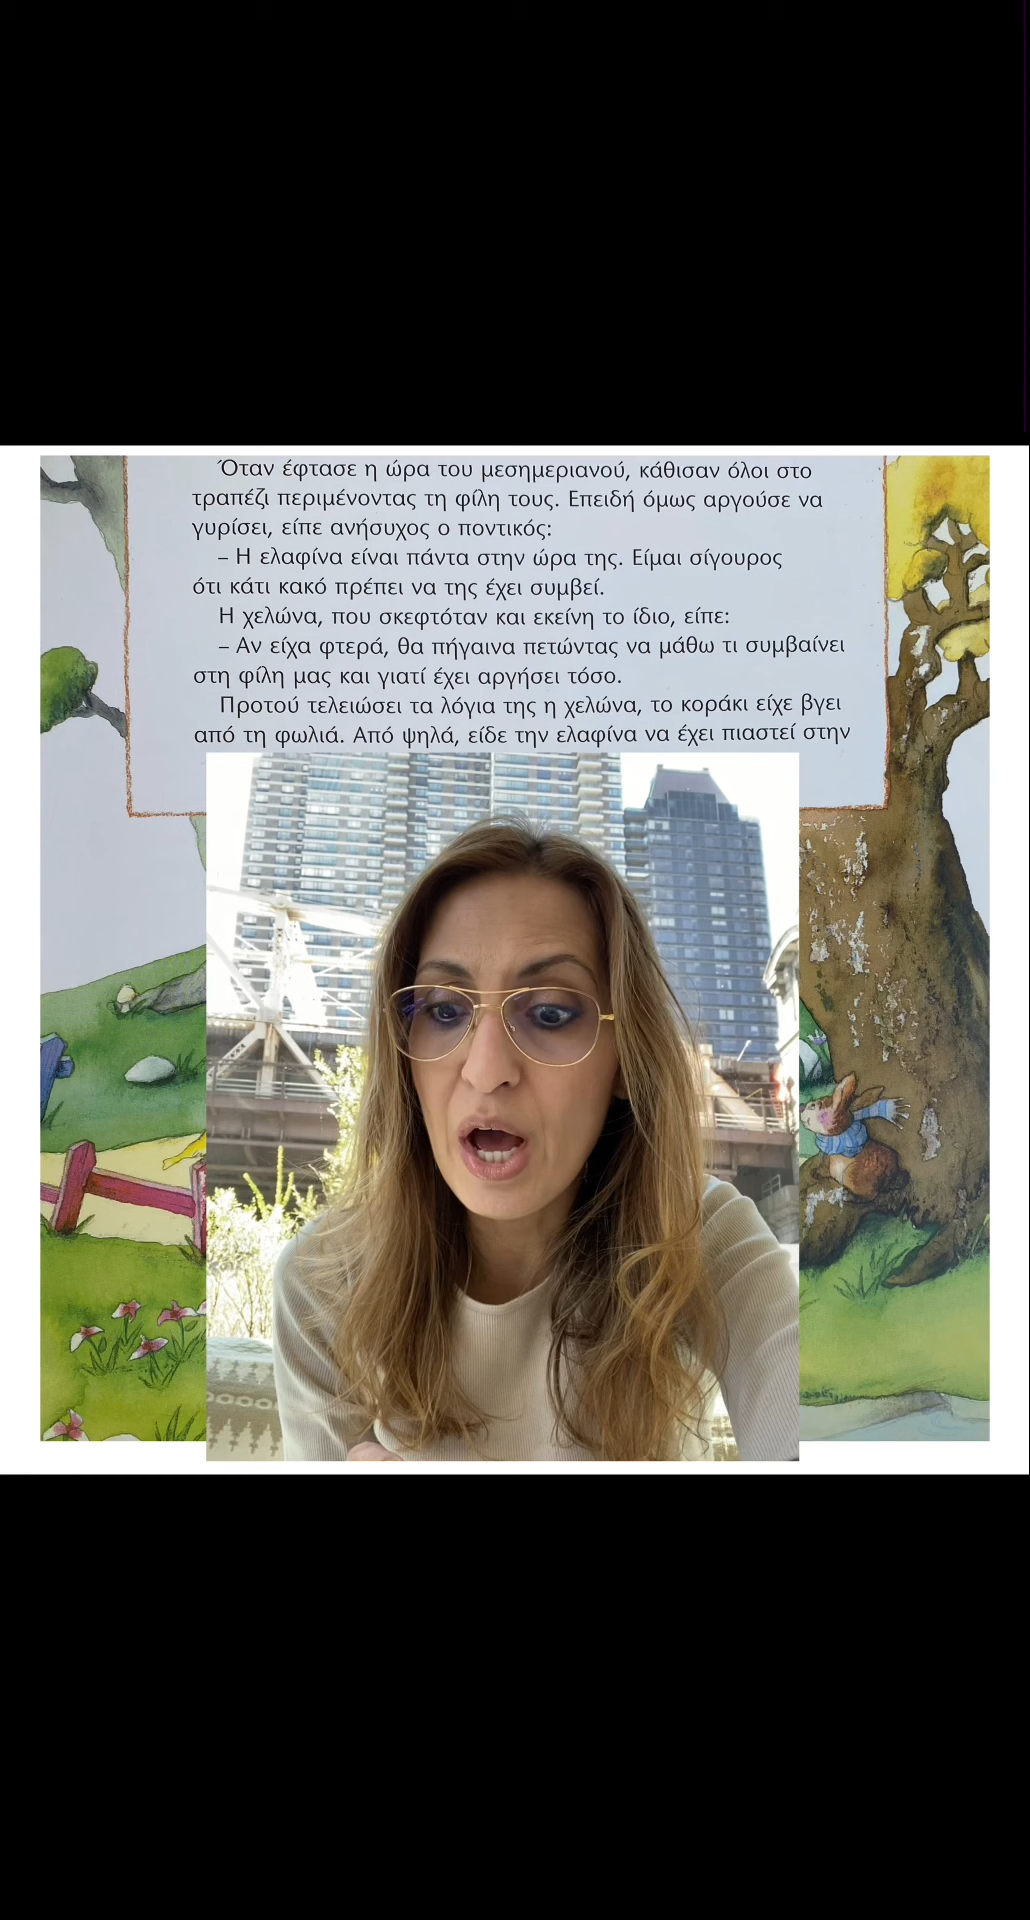 Όταν έφτασε η ώρα του μεσημεριανού, κάθισαν όλοι στο
τραπέζι περιμένοντας τη φίλη τους. Επειδή όμως αργούσε να
γυρίσει, είπε ανήσυχος ο ποντικός:
– Η ελαφίνα είναι πάντα στην ώρα της. Είμαι σίγουρος
ότι κάτι κακό πρέπει να της έχει συμβεί.
Η χελώνα, που σκεφτόταν και εκείνη το ίδιο, είπε:
– Αν είχα φτερά, θα πήγαινα πετώντας να μάθω τι συμβαίνει
στη φίλη μας και γιατί έχει αργήσει τόσο.
Προτού τελειώσει τα λόγια της η χελώνα, το κοράκι είχε βγει
από τη φωλιά. Από ψηλά, είδε την ελαφίνα να έχει πιαστεί στην